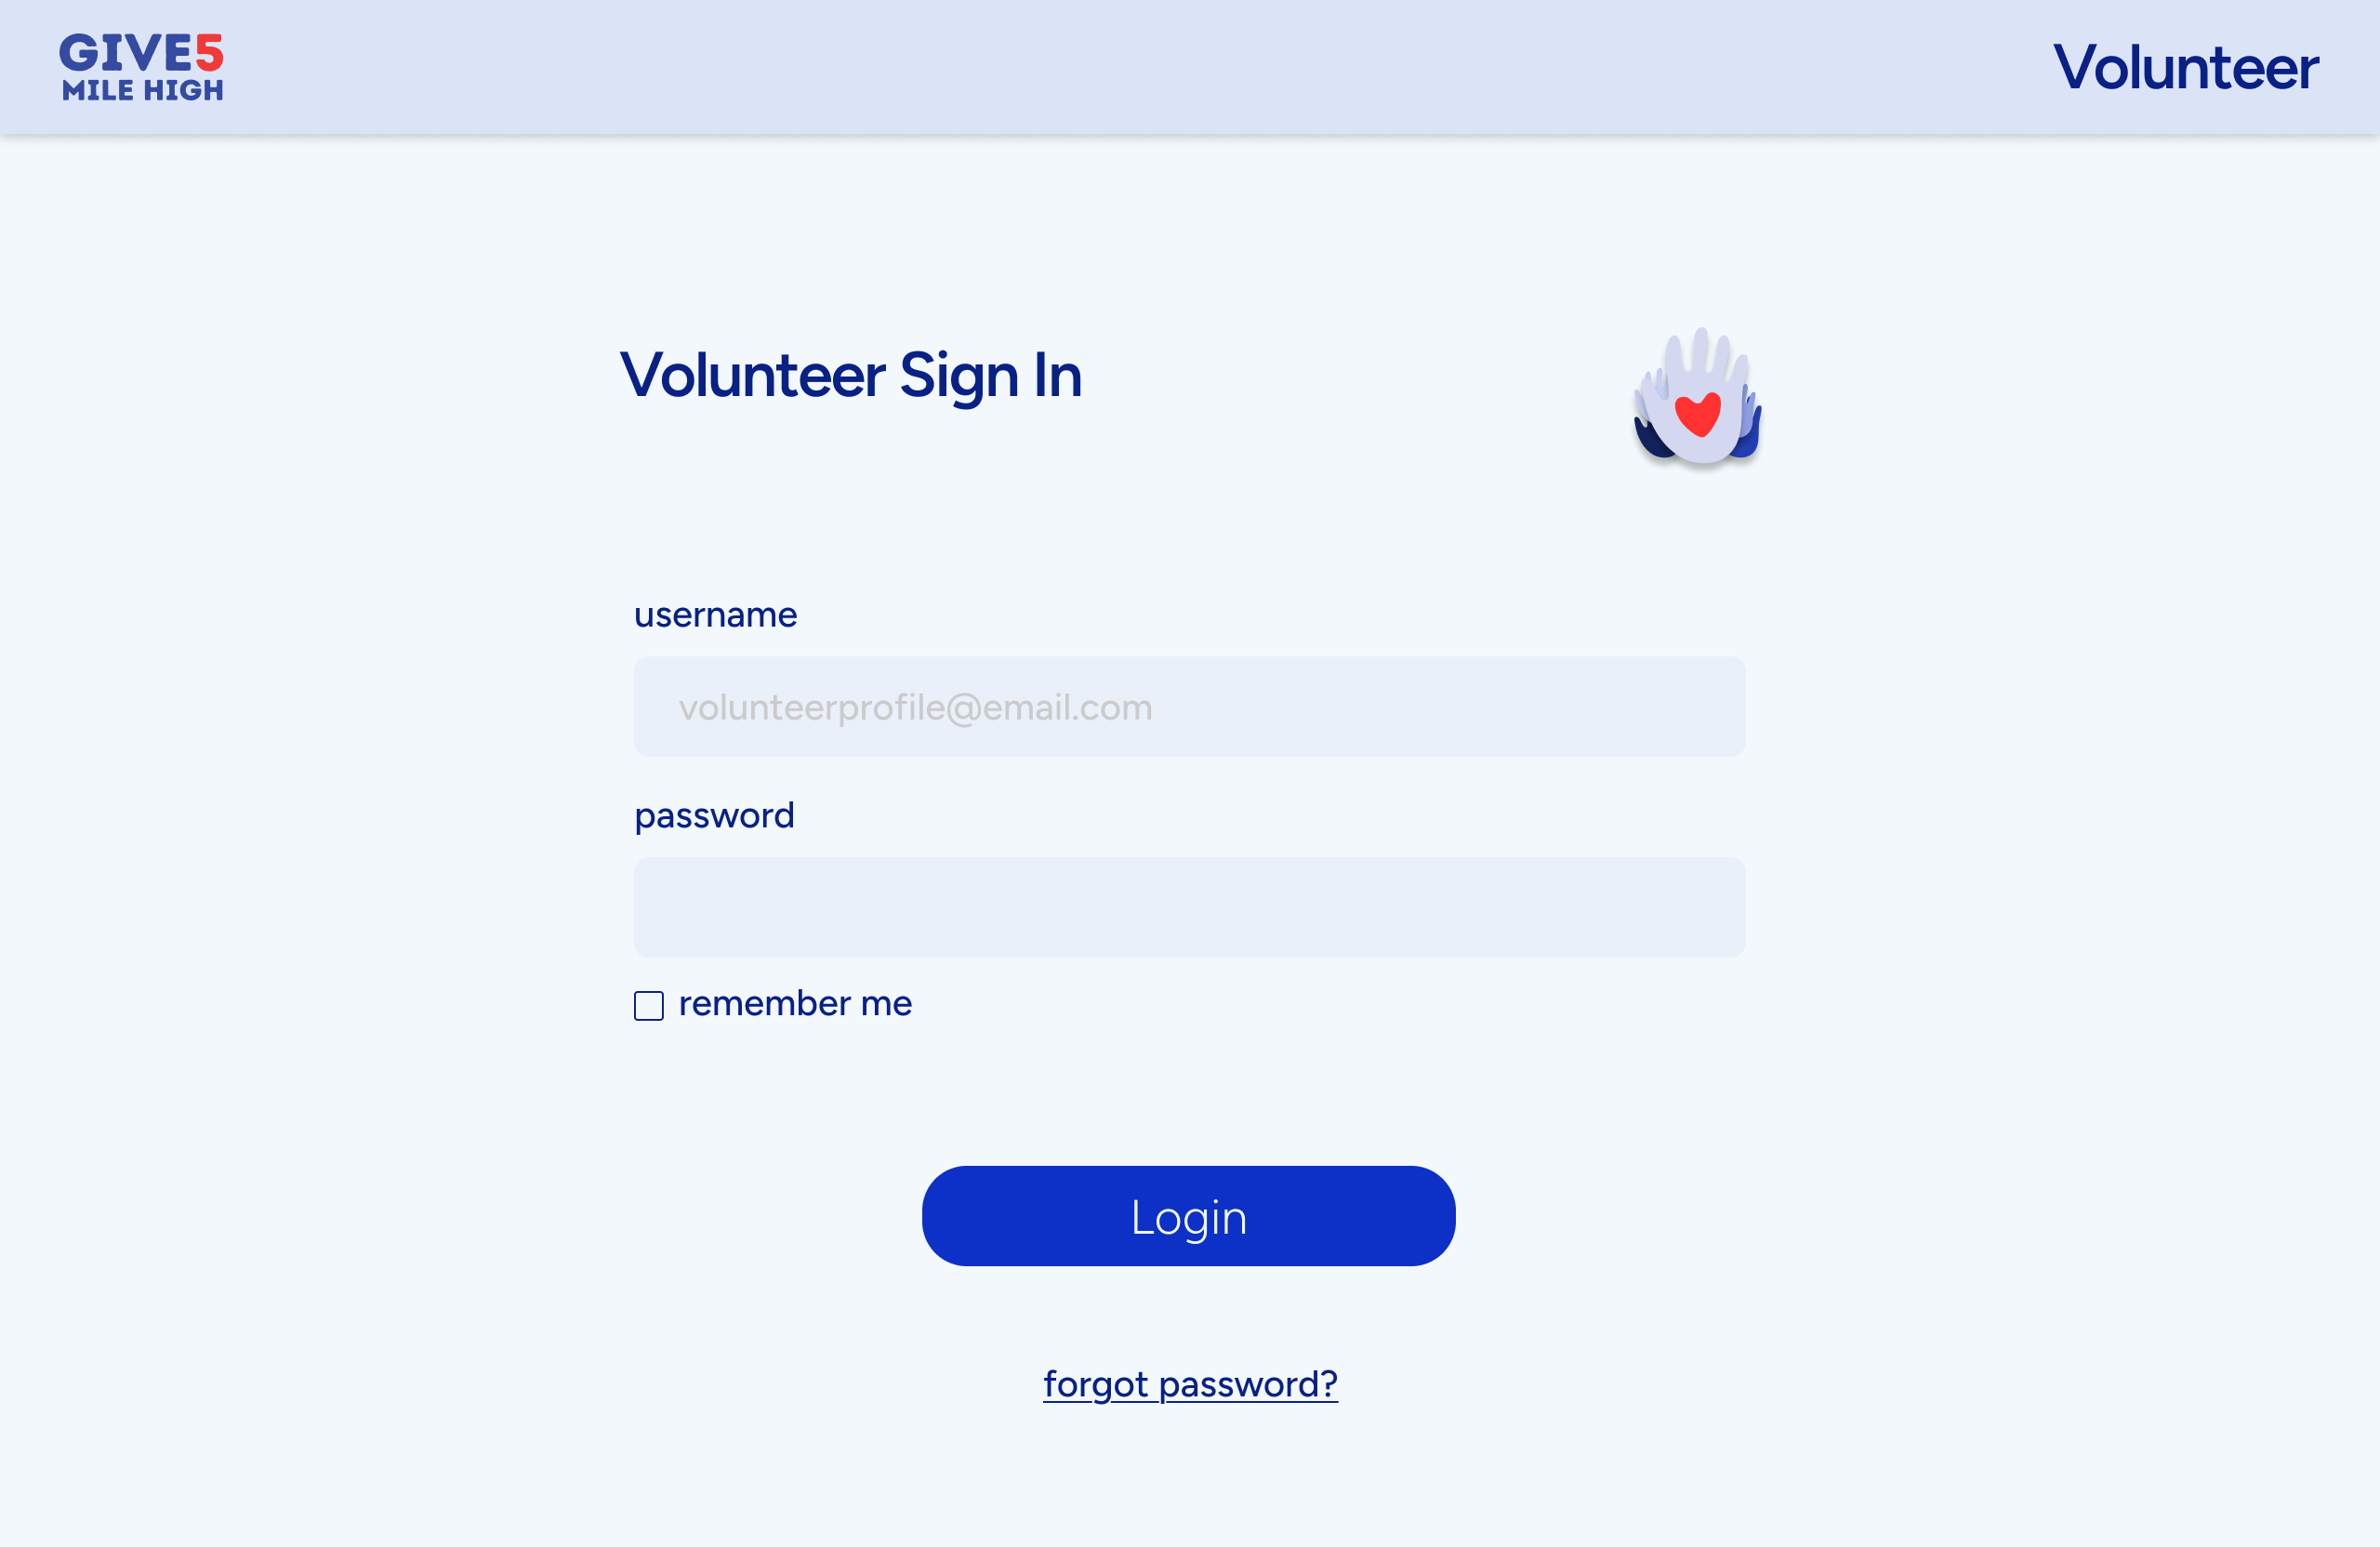 GIVE5
MILE HIGH
Volunteer
Volunteer Sign In
username
volunteerprofile@email.com
password
remember me
Login
forgot password?